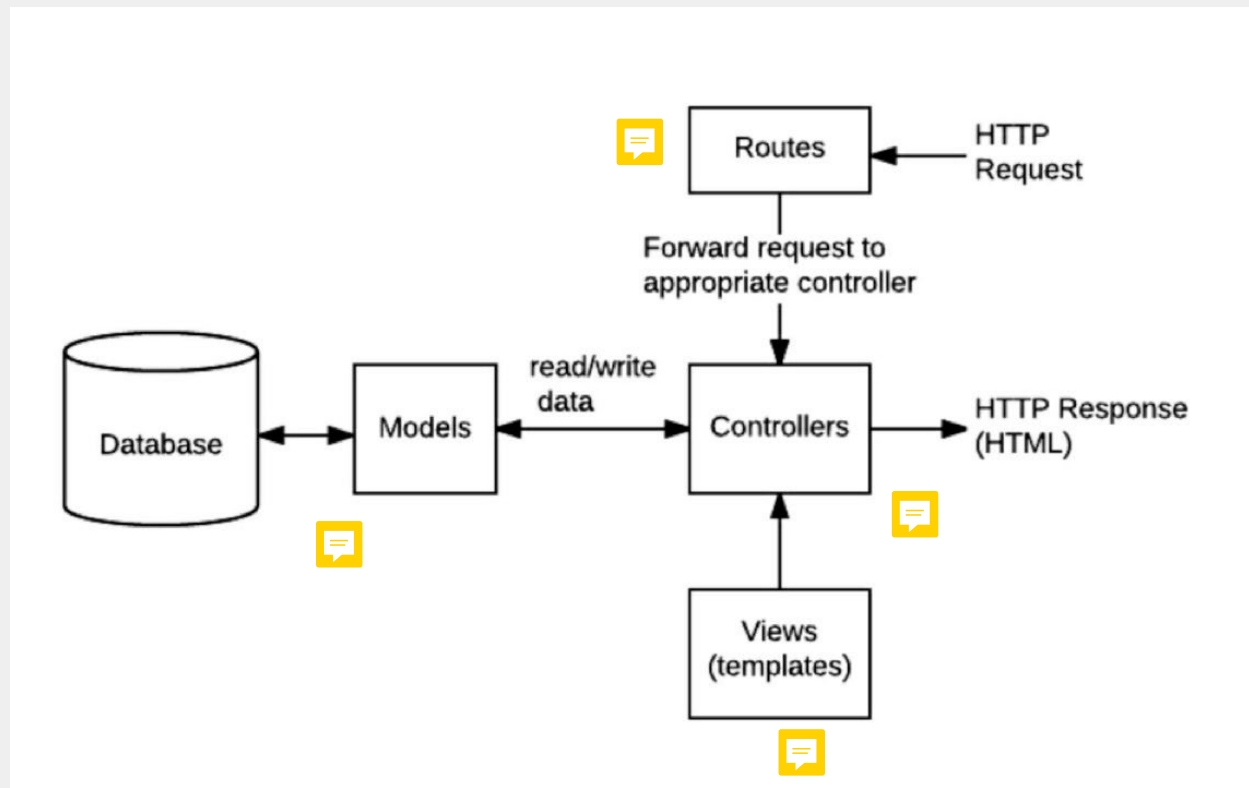 Routes
HTTP
Request
Forward request to
appropriate controller
read/write
data
Database
Models
Controllers
HTTP Response
(HTML)
Views
(templates)